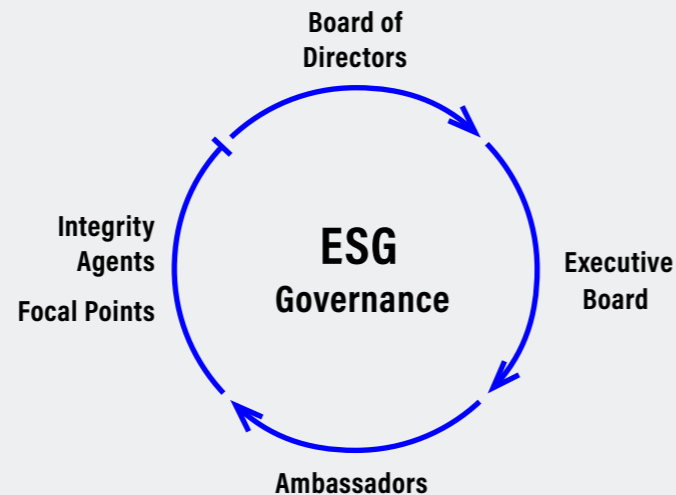 Board of
Directors
Integrity
Agents
Focal Points
ESG
Governance
Executive
Board
Ambassadors